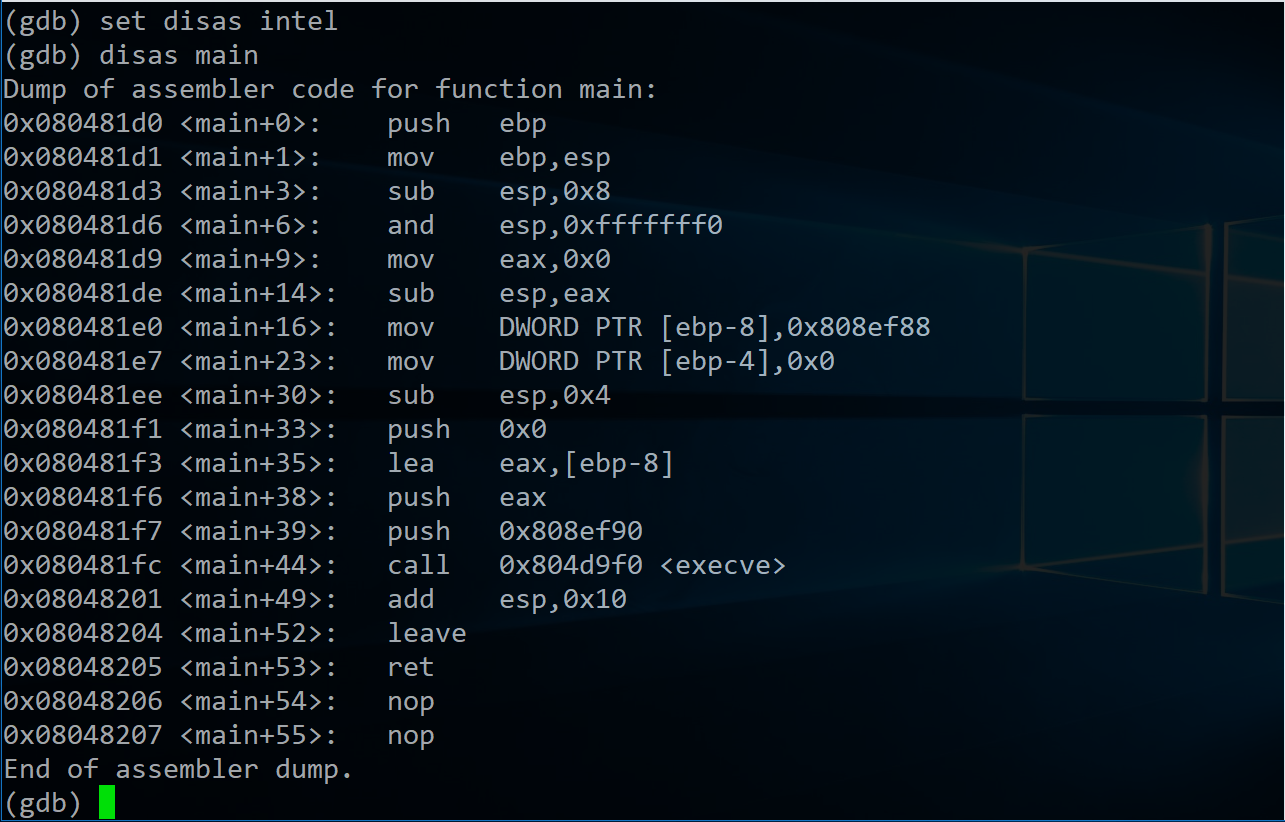 (gdb) set disas intel
(gdb) disas main
Dump of assembler code for function main:
0x080481d0 <main+0>:    push   ebp
0x080481d1 <main+1>:    mov    ebp,esp
0x080481d3 <main+3>:    sub    esp,0x8
0x080481d6 <main+6>:    and    esp,0xfffffff0
0x080481d9 <main+9>:    mov    eax,0x0
0x080481de <main+14>:   sub    esp,eax
0x080481e0 <main+16>:   mov    DWORD PTR [ebp-8],0x808ef88
0x080481e7 <main+23>:   mov    DWORD PTR [ebp-4],0x0
0x080481ee <main+30>:   sub    esp,0x4
0x080481f1 <main+33>:   push   0x0
0x080481f3 <main+35>:   lea    eax,[ebp-8]
0x080481f6 <main+38>:   push   eax
0x080481f7 <main+39>:   push   0x808ef90
0x080481fc <main+44>:   call   0x804d9f0 <execve>
0x08048201 <main+49>:   add    esp,0x10
0x08048204 <main+52>:   leave
0x08048205 <main+53>:   ret
0x08048206 <main+54>:   nop
0x08048207 <main+55>:   nop
End of assembler dump.
(gdb)